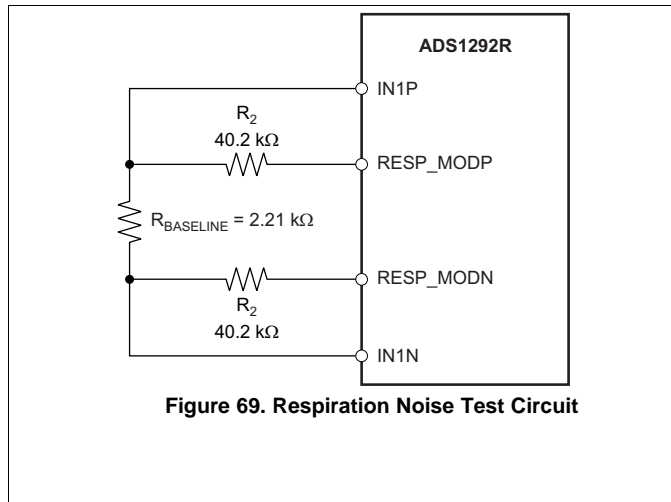 ADS1292R
IN1P
R2
40.2 kΩ
RESP_MODP
RBASELINE = 2.21 kΩ
RESP_MODN
R2
40.2 kΩ
IN1N
Figure 69. Respiration Noise Test Circuit